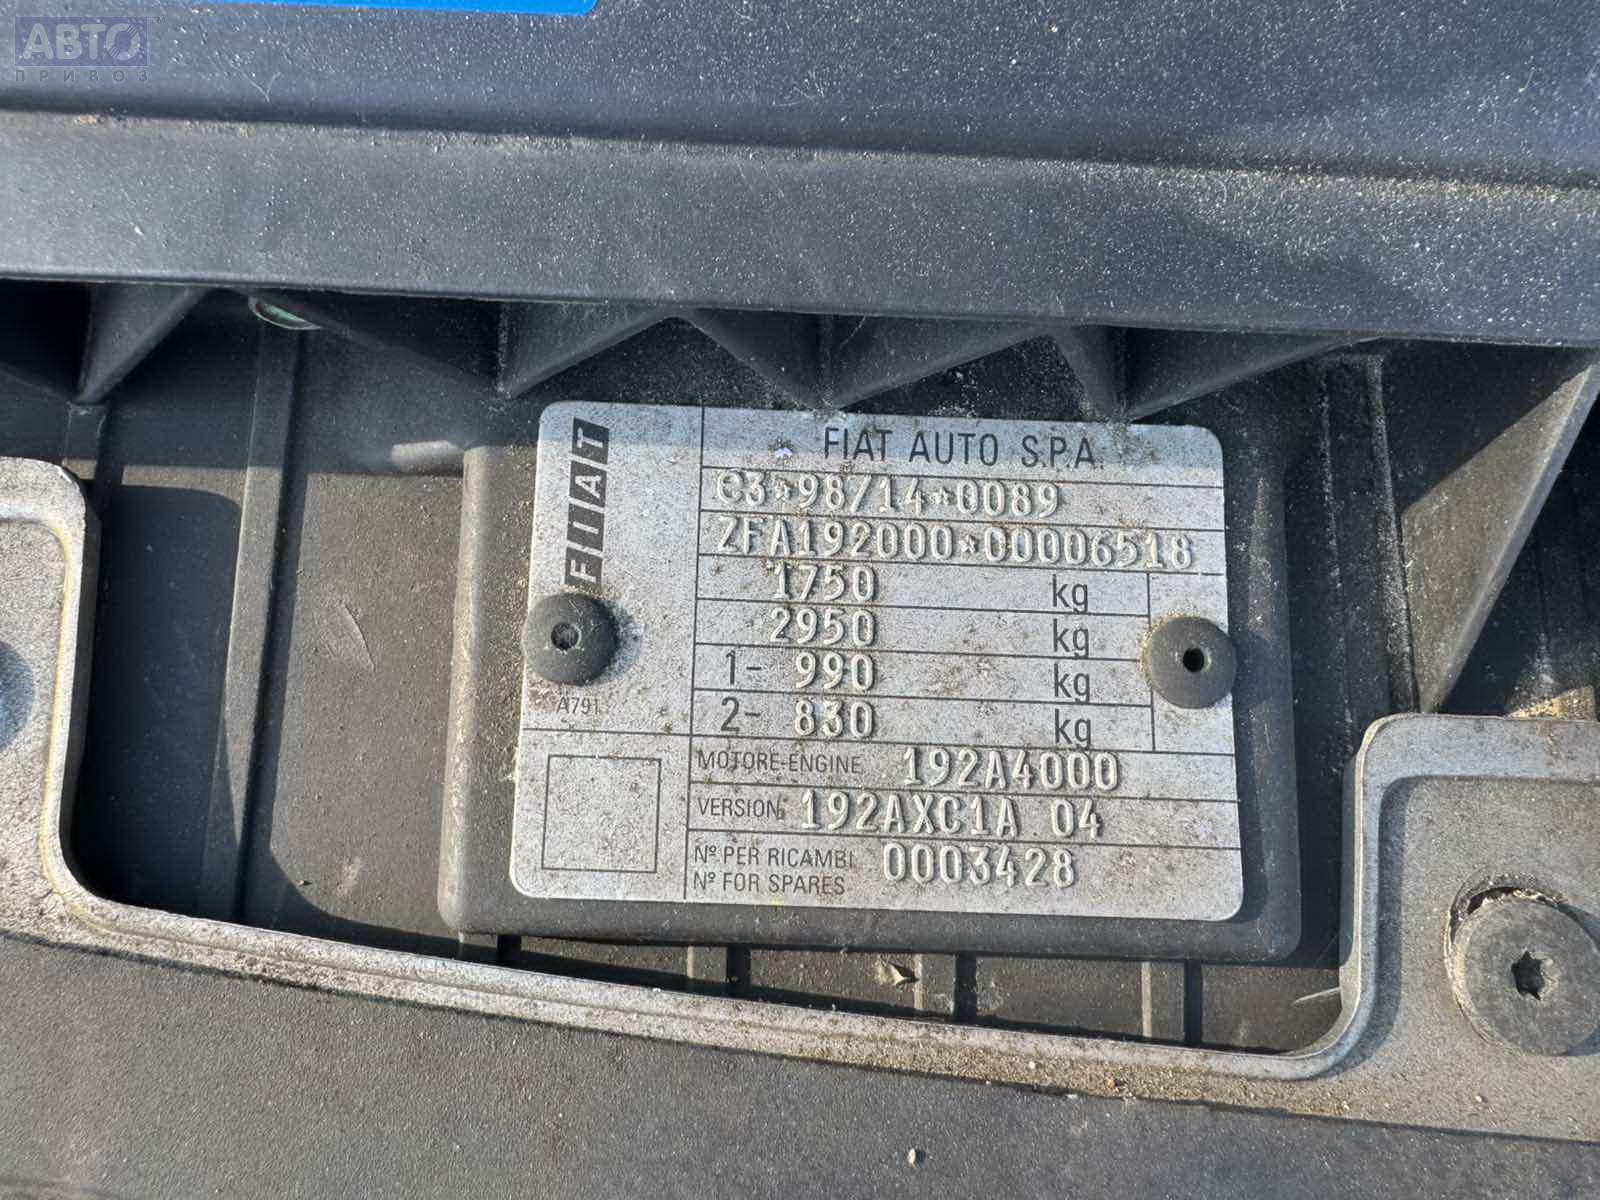 АВТО
ПРИВОЗ
FIAT
FIAT AUTO S.P.A.
e3*98/14*0089
ZFA192000*00006518
1750 kg
2950 kg
1- 990 kg
2- 830 kg
A791
MOTORE-ENGINE 192A4000
VERSION 192AXC1A 04
Nº PER RICAMBI 0003428
Nº FOR SPARES